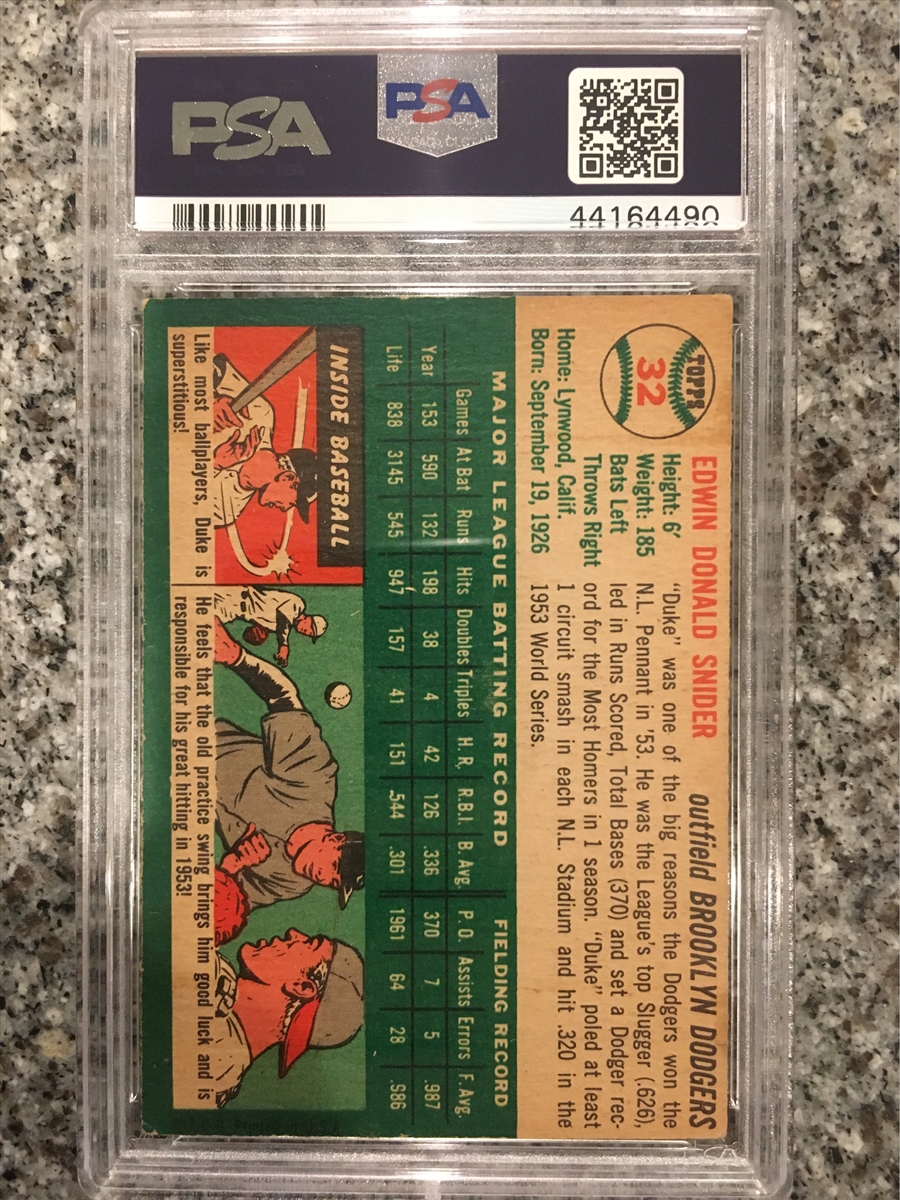 PSA
PSA
44164490
TOPPS
32
EDWIN DONALD SNIDER
outfield BROOKLYN DODGERS
Height: 6'
Weight: 185
Bats Left
Throws Right
Home: Lynwood, Calif.
Born: September 19, 1926
"Duke" was one of the big reasons the Dodgers won the
N.L. Pennant in '53. He was the League's top Slugger (.626),
led in Runs Scored, Total Bases (370) and set a Dodger rec-
ord for the Most Homers in 1 season. "Duke" poled at least
1 circuit smash in each N.L. Stadium and hit .320 in the
1953 World Series.
MAJOR LEAGUE BATTING RECORD FIELDING RECORD
Games At Bat Runs Hits Doubles Triples H. R. R.B.I. B. Avg. P. O. Assists Errors F. Avg.
Year 153 590 132 198 38 4 42 126 .336 370 7 5 .987
Life 838 3145 545 947 157 41 151 544 .301 1961 64 28 .986
INSIDE BASEBALL
Like most ballplayers, Duke is
superstitious!
He feels that the old practice swing brings him good luck and is
responsible for his great hitting in 1953!